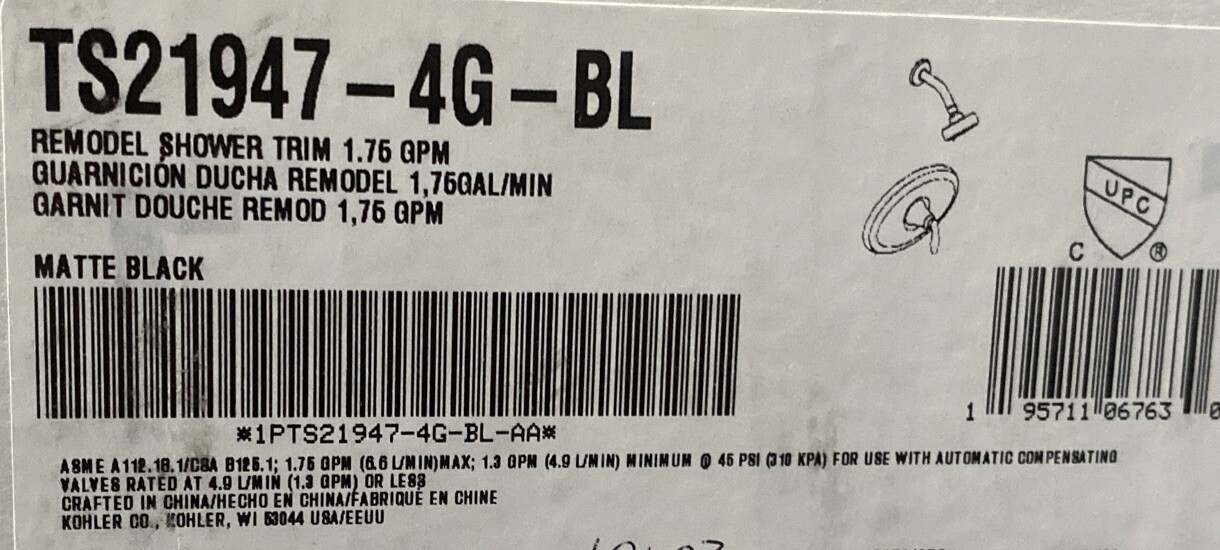 TS21947-4G-BL
REMODEL SHOWER TRIM 1.75 GPM
GUARNICIÓN DUCHA REMODEL 1,75GAL/MIN
GARNIT DOUCHE REMOD 1,75 GPM
MATTE BLACK
UPC
C ®
1 95711 06763 0
*1PTS21947-4G-BL-AA*
ASME A112.18.1/CSA B125.1; 1.75 GPM (6.6 L/MIN)MAX; 1.3 GPM (4.9 L/MIN) MINIMUM @ 45 PSI (310 KPA) FOR USE WITH AUTOMATIC COMPENSATING
VALVES RATED AT 4.9 L/MIN (1.3 GPM) OR LESS
CRAFTED IN CHINA/HECHO EN CHINA/FABRIQUÉ EN CHINE
KOHLER CO., KOHLER, WI 53044 USA/EEUU